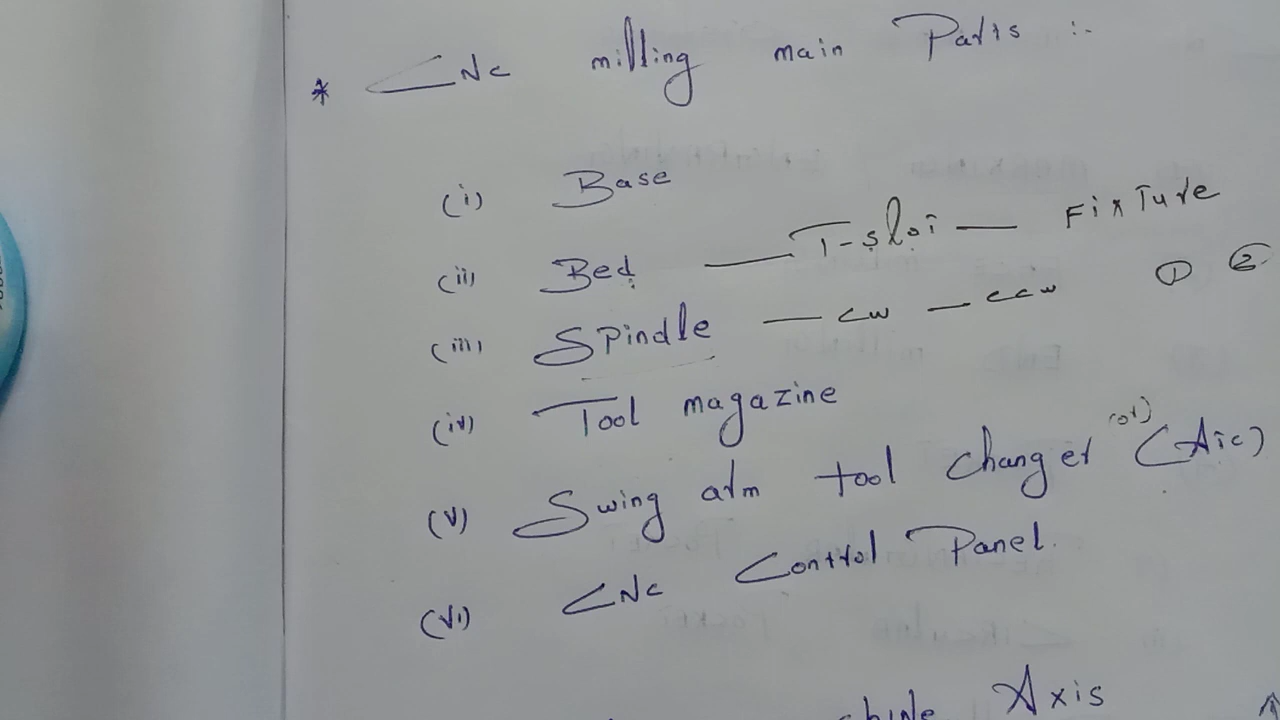 * CNC milling main Parts :-
(i) Base
(ii) Bed — T-slot — Fixture
(iii) Spindle — cw — ccw ① ②
(iv) Tool magazine
(v) Swing arm tool changer (or) (ATC)
(vi) CNC Control Panel.
Axis